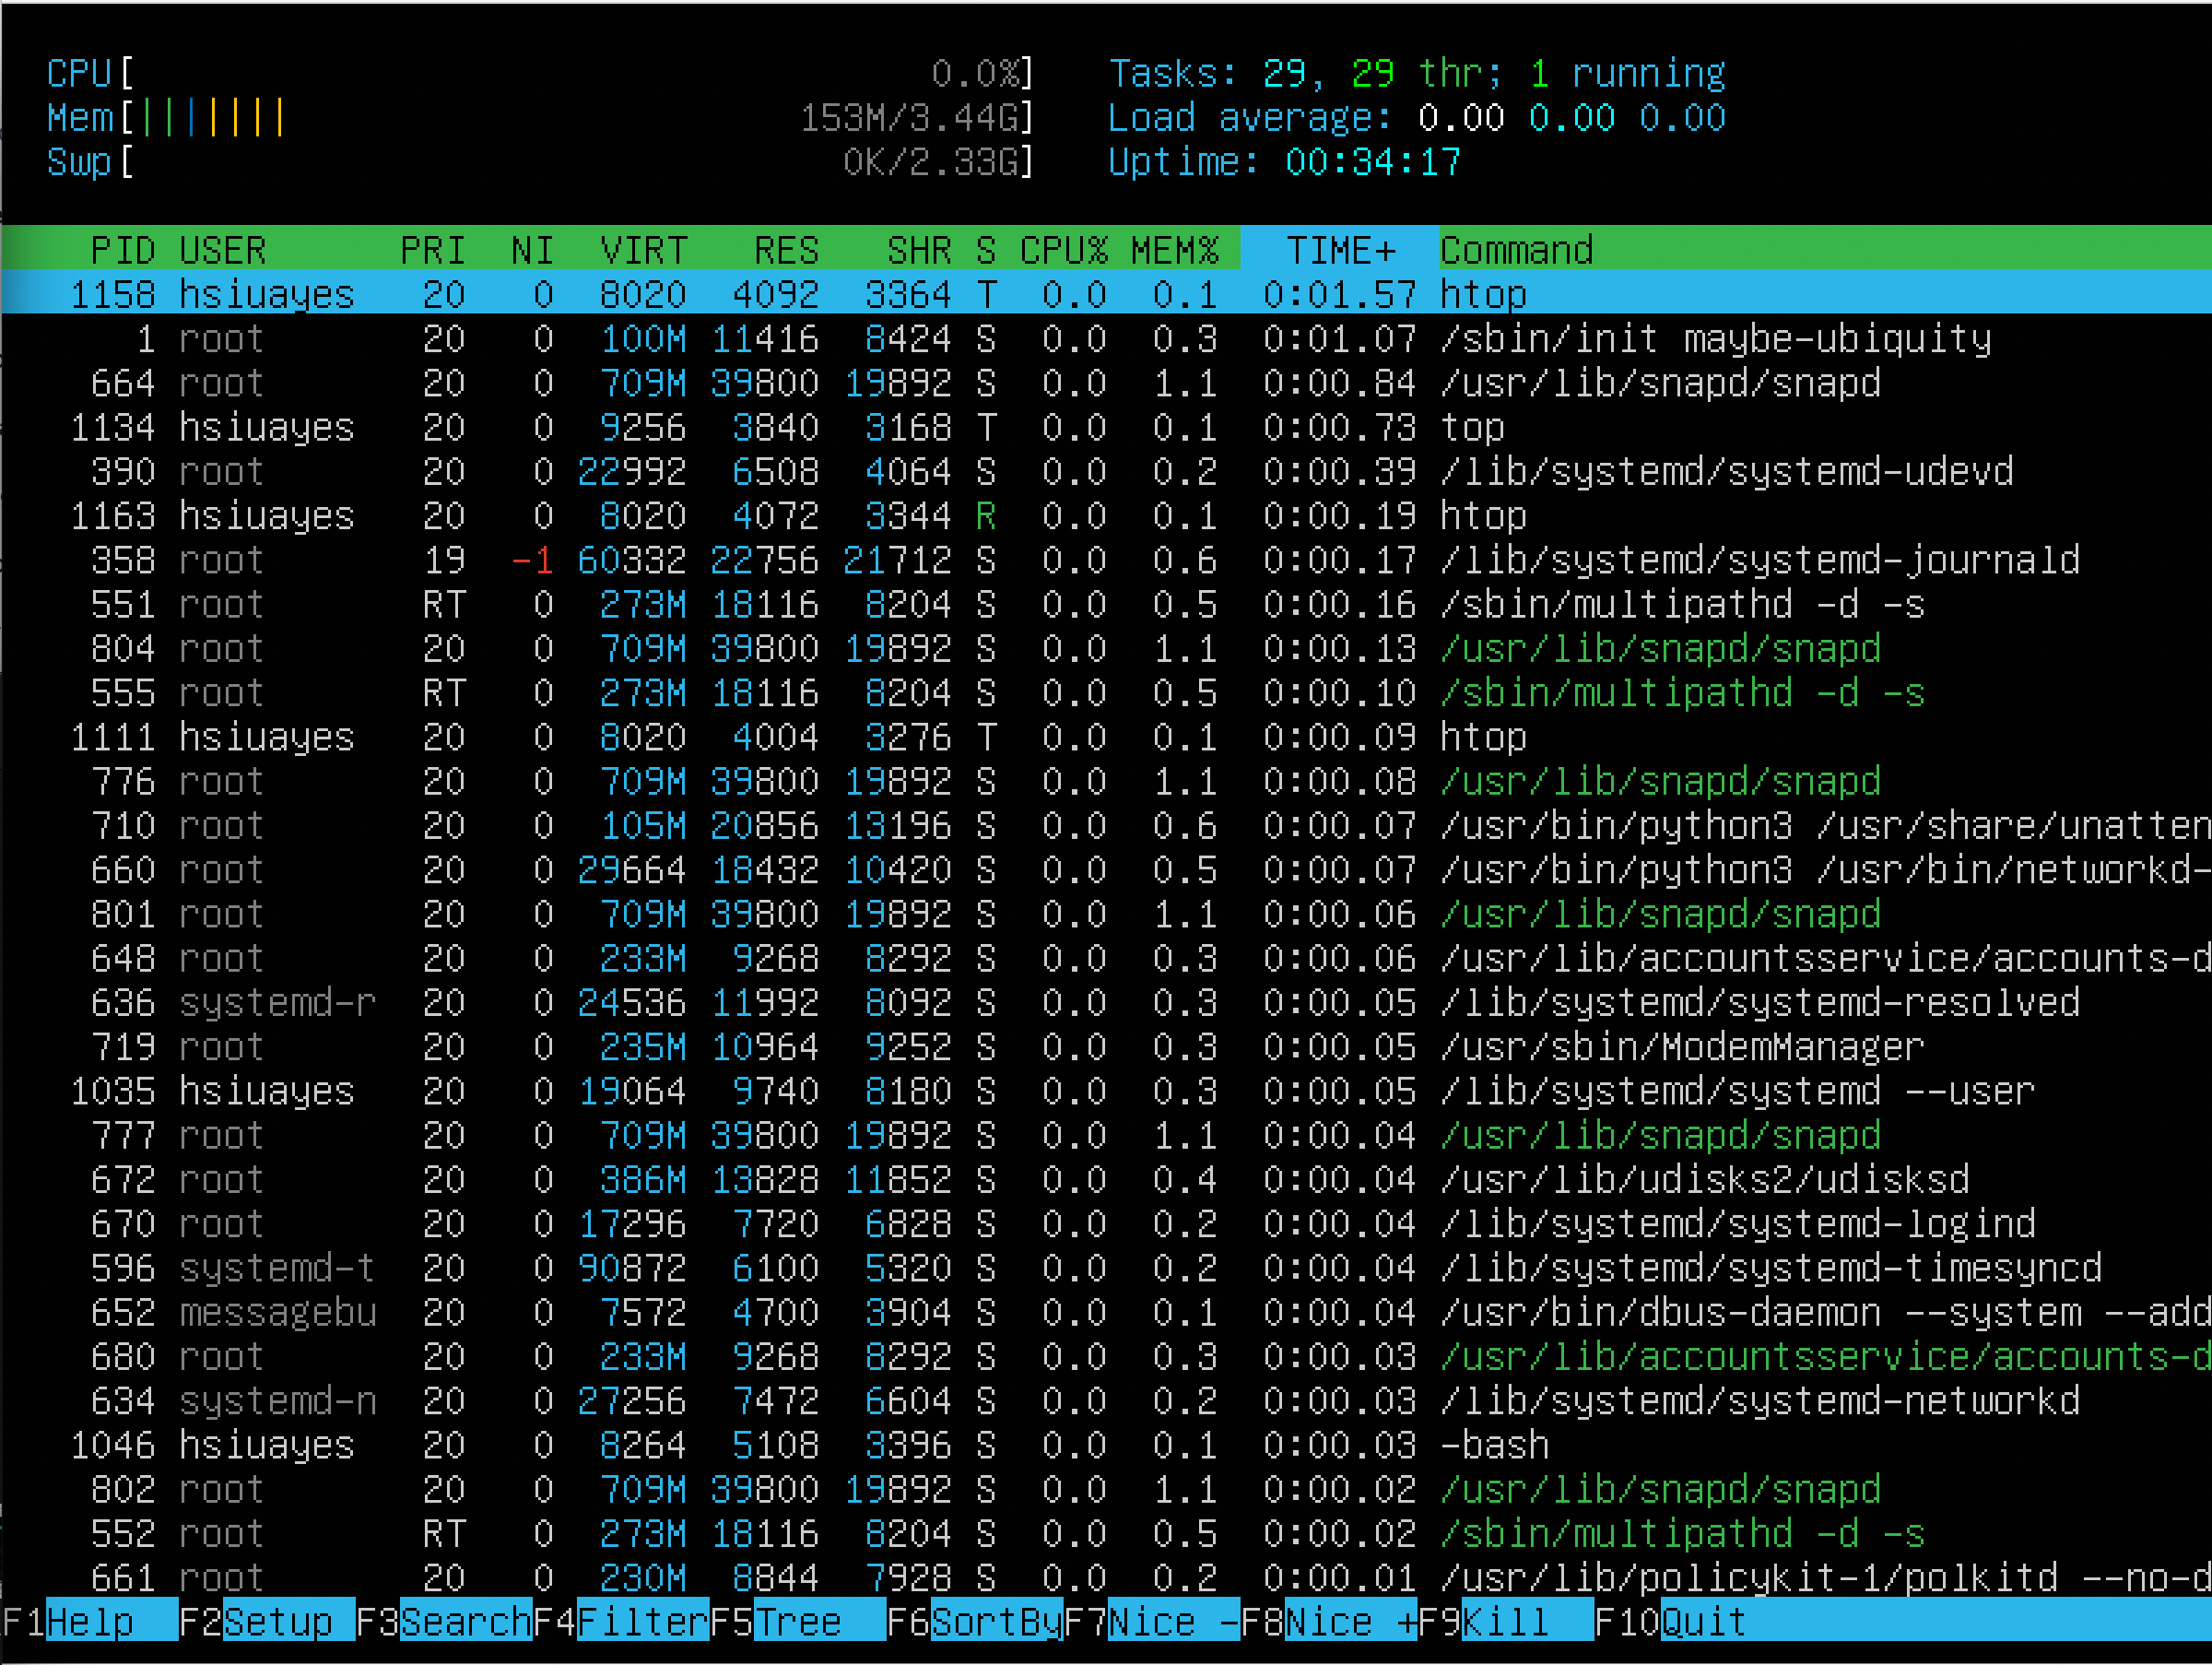 CPU[ 0.0%] Tasks: 29, 29 thr; 1 running
Mem[||||||| 153M/3.44G] Load average: 0.00 0.00 0.00
Swp[ 0K/2.33G] Uptime: 00:34:17
PID USER PRI NI VIRT RES SHR S CPU% MEM% TIME+ Command
1158 hsiuayes 20 0 8020 4092 3364 T 0.0 0.1 0:01.57 htop
1 root 20 0 100M 11416 8424 S 0.0 0.3 0:01.07 /sbin/init maybe-ubiquity
664 root 20 0 709M 39800 19892 S 0.0 1.1 0:00.84 /usr/lib/snapd/snapd
1134 hsiuayes 20 0 9256 3840 3168 T 0.0 0.1 0:00.73 top
390 root 20 0 22992 6508 4064 S 0.0 0.2 0:00.39 /lib/systemd/systemd-udevd
1163 hsiuayes 20 0 8020 4072 3344 R 0.0 0.1 0:00.19 htop
358 root 19 -1 60332 22756 21712 S 0.0 0.6 0:00.17 /lib/systemd/systemd-journald
551 root RT 0 273M 18116 8204 S 0.0 0.5 0:00.16 /sbin/multipathd -d -s
804 root 20 0 709M 39800 19892 S 0.0 1.1 0:00.13 /usr/lib/snapd/snapd
555 root RT 0 273M 18116 8204 S 0.0 0.5 0:00.10 /sbin/multipathd -d -s
1111 hsiuayes 20 0 8020 4004 3276 T 0.0 0.1 0:00.09 htop
776 root 20 0 709M 39800 19892 S 0.0 1.1 0:00.08 /usr/lib/snapd/snapd
710 root 20 0 105M 20856 13196 S 0.0 0.6 0:00.07 /usr/bin/python3 /usr/share/unatten
660 root 20 0 29664 18432 10420 S 0.0 0.5 0:00.07 /usr/bin/python3 /usr/bin/networkd-
801 root 20 0 709M 39800 19892 S 0.0 1.1 0:00.06 /usr/lib/snapd/snapd
648 root 20 0 233M 9268 8292 S 0.0 0.3 0:00.06 /usr/lib/accountsservice/accounts-d
636 systemd-r 20 0 24536 11992 8092 S 0.0 0.3 0:00.05 /lib/systemd/systemd-resolved
719 root 20 0 235M 10964 9252 S 0.0 0.3 0:00.05 /usr/sbin/ModemManager
1035 hsiuayes 20 0 19064 9740 8180 S 0.0 0.3 0:00.05 /lib/systemd/systemd --user
777 root 20 0 709M 39800 19892 S 0.0 1.1 0:00.04 /usr/lib/snapd/snapd
672 root 20 0 386M 13828 11852 S 0.0 0.4 0:00.04 /usr/lib/udisks2/udisksd
670 root 20 0 17296 7720 6828 S 0.0 0.2 0:00.04 /lib/systemd/systemd-logind
596 systemd-t 20 0 90872 6100 5320 S 0.0 0.2 0:00.04 /lib/systemd/systemd-timesyncd
652 messagebu 20 0 7572 4700 3904 S 0.0 0.1 0:00.04 /usr/bin/dbus-daemon --system --add
680 root 20 0 233M 9268 8292 S 0.0 0.3 0:00.03 /usr/lib/accountsservice/accounts-d
634 systemd-n 20 0 27256 7472 6604 S 0.0 0.2 0:00.03 /lib/systemd/systemd-networkd
1046 hsiuayes 20 0 8264 5108 3396 S 0.0 0.1 0:00.03 -bash
802 root 20 0 709M 39800 19892 S 0.0 1.1 0:00.02 /usr/lib/snapd/snapd
552 root RT 0 273M 18116 8204 S 0.0 0.5 0:00.02 /sbin/multipathd -d -s
661 root 20 0 230M 8844 7928 S 0.0 0.2 0:00.01 /usr/lib/policykit-1/polkitd --no-d
F1Help F2Setup F3SearchF4FilterF5Tree F6SortByF7Nice -F8Nice +F9Kill F10Quit